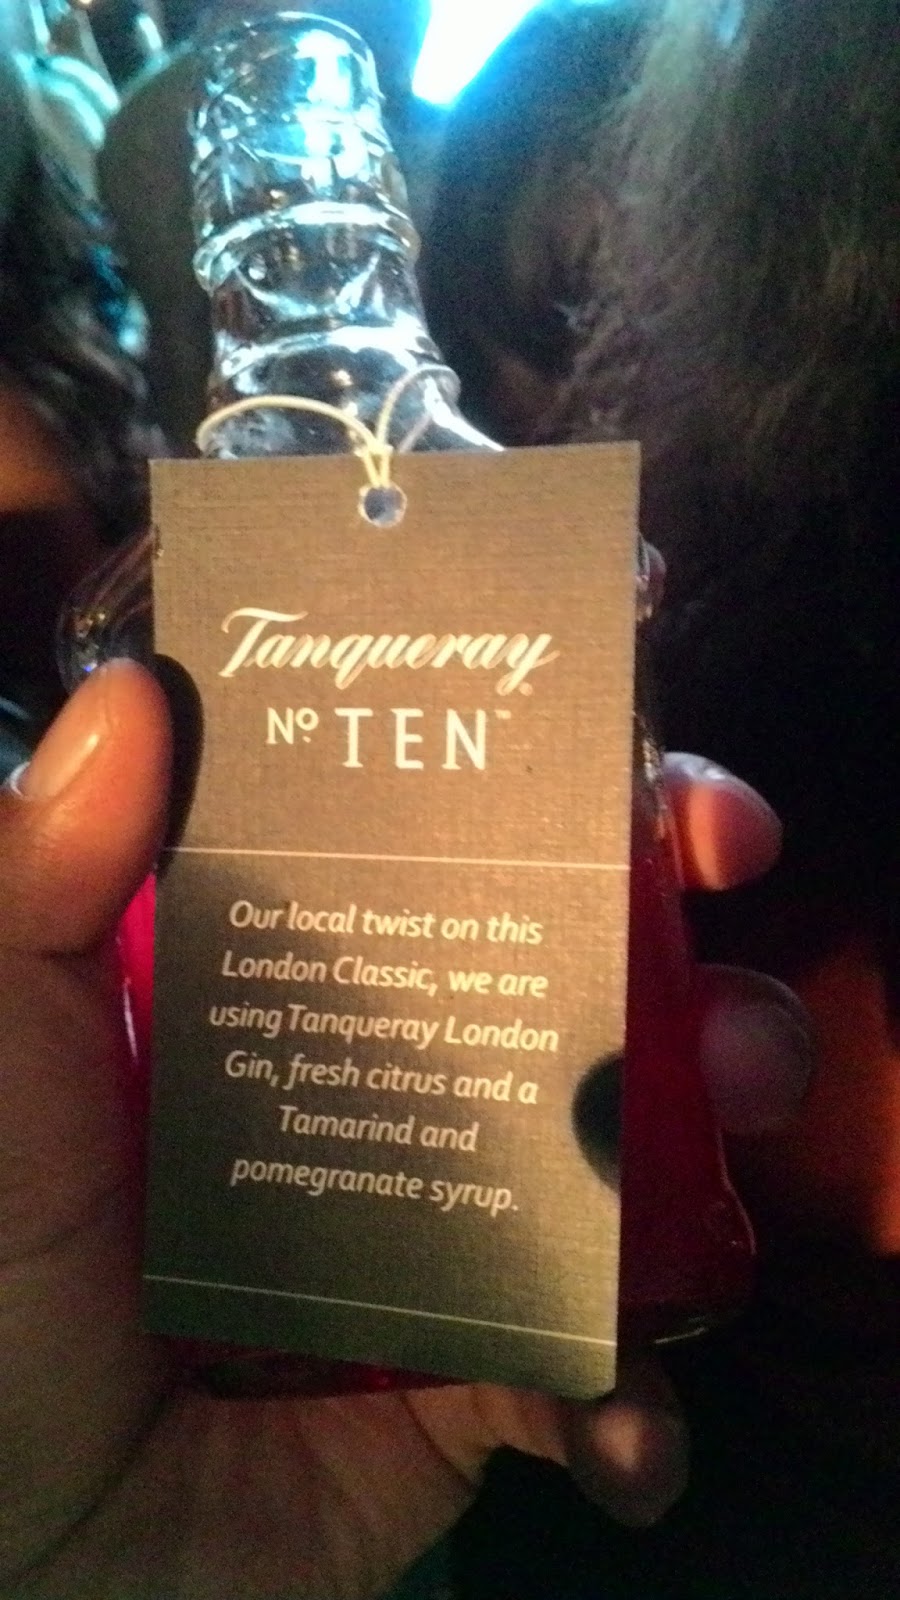 Tanqueray®
Nº TEN™
Our local twist on this
London Classic, we are
using Tanqueray London
Gin, fresh citrus and a
Tamarind and
pomegranate syrup.